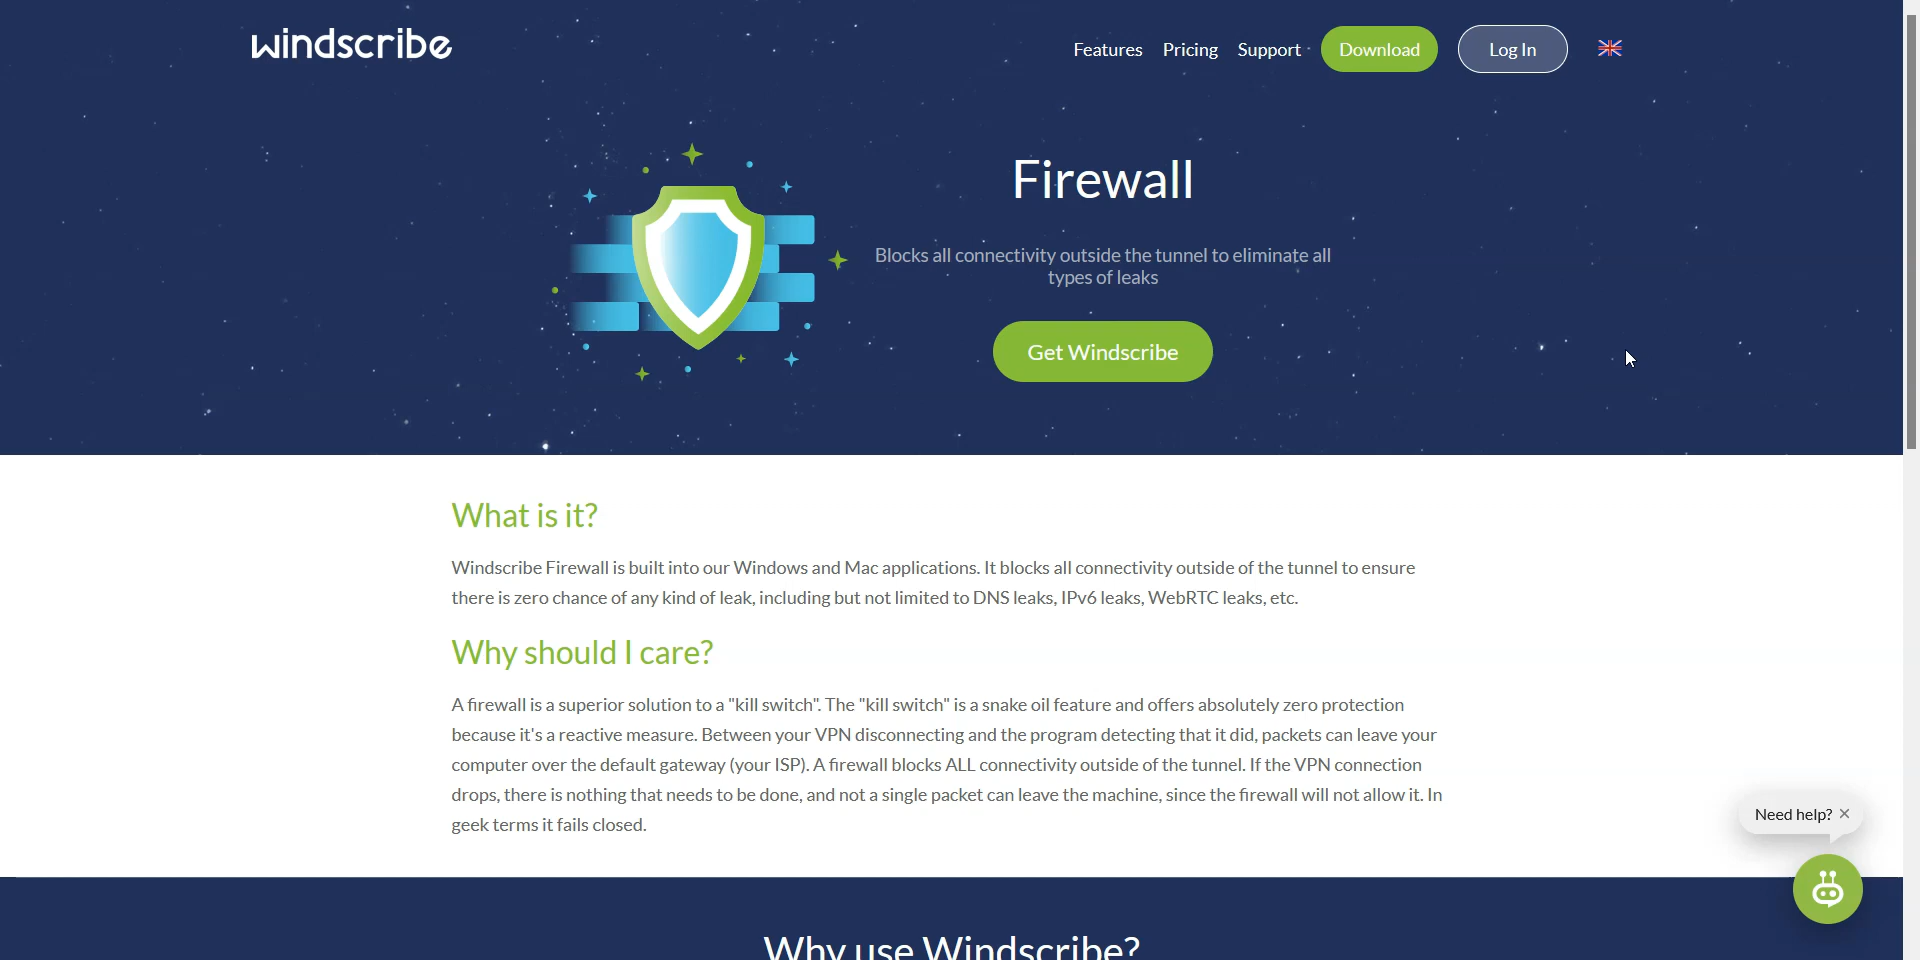 windscribe
Features Pricing Support Download Log In
Firewall
Blocks all connectivity outside the tunnel to eliminate all
types of leaks
Get Windscribe
What is it?
Windscribe Firewall is built into our Windows and Mac applications. It blocks all connectivity outside of the tunnel to ensure
there is zero chance of any kind of leak, including but not limited to DNS leaks, IPv6 leaks, WebRTC leaks, etc.
Why should I care?
A firewall is a superior solution to a "kill switch". The "kill switch" is a snake oil feature and offers absolutely zero protection
because it's a reactive measure. Between your VPN disconnecting and the program detecting that it did, packets can leave your
computer over the default gateway (your ISP). A firewall blocks ALL connectivity outside of the tunnel. If the VPN connection
drops, there is nothing that needs to be done, and not a single packet can leave the machine, since the firewall will not allow it. In
geek terms it fails closed.
Need help?
Why use Windscribe?